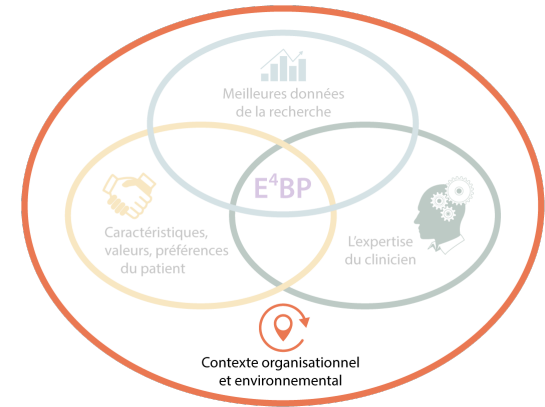 Meilleures données
de la recherche
E⁴BP
Caractéristiques,
valeurs, préférences
du patient
L'expertise
du clinicien
Contexte organisationnel
et environnemental